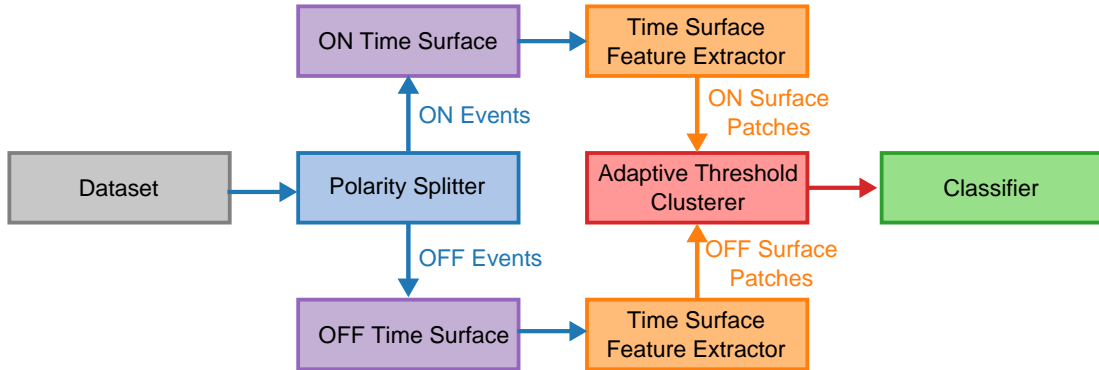 ON Time Surface
Time Surface
Feature Extractor
ON Events
ON Surface
Patches
Dataset
Polarity Splitter
Adaptive Threshold
Clusterer
Classifier
OFF Events
OFF Surface
Patches
OFF Time Surface
Time Surface
Feature Extractor